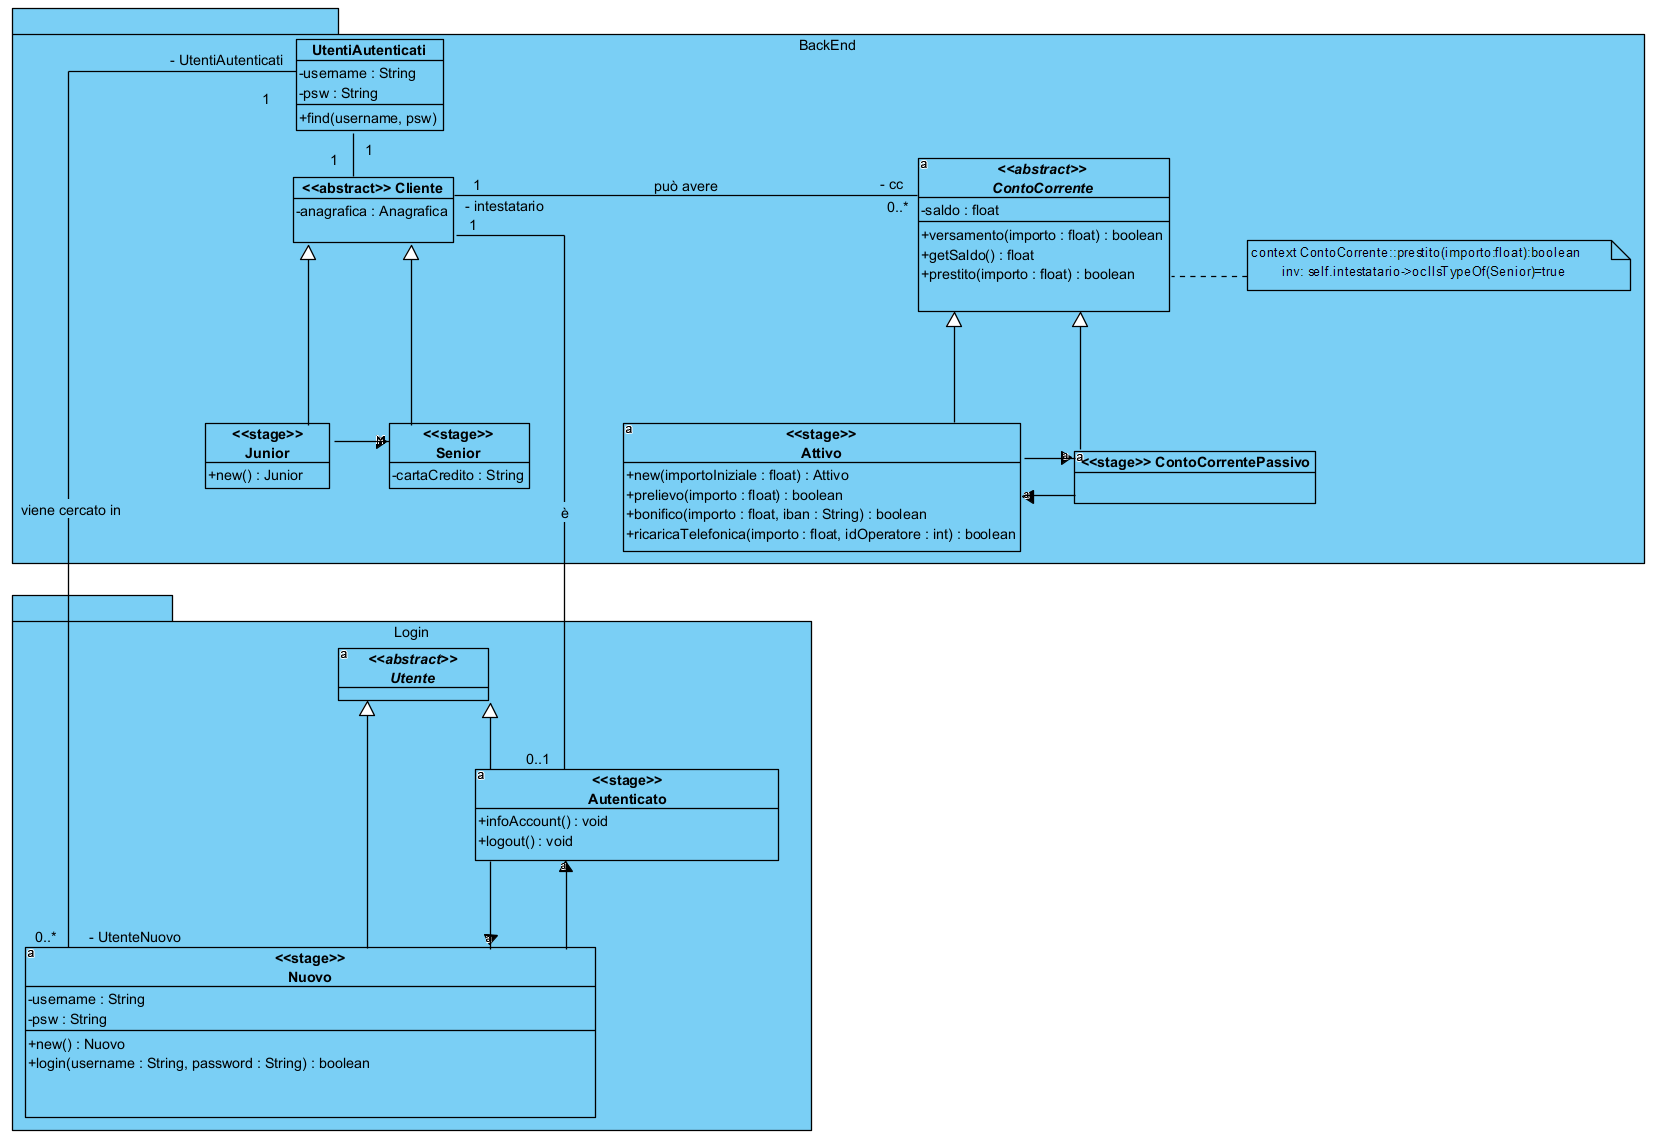 BackEnd
- UtentiAutenticati
1
UtentiAutenticati
-username : String
-psw : String
+find(username, psw)
1
1
<<abstract>> Cliente
-anagrafica : Anagrafica
1
- intestatario
1
può avere
- cc
0..*
a
<<abstract>>
ContoCorrente
-saldo : float
+versamento(importo : float) : boolean
+getSaldo() : float
+prestito(importo : float) : boolean
context ContoCorrente::prestito(importo:float):boolean
inv: self.intestatario->oclIsTypeOf(Senior)=true
<<stage>>
Junior
+new() : Junior
<<stage>>
Senior
-cartaCredito : String
a
<<stage>>
Attivo
+new(importoIniziale : float) : Attivo
+prelievo(importo : float) : boolean
+bonifico(importo : float, iban : String) : boolean
+ricaricaTelefonica(importo : float, idOperatore : int) : boolean
a
a
<<stage>> ContoCorrentePassivo
a
viene cercato in
è
Login
a
<<abstract>>
Utente
0..1
a
<<stage>>
Autenticato
+infoAccount() : void
+logout() : void
a
a
0..*
- UtenteNuovo
a
<<stage>>
Nuovo
-username : String
-psw : String
+new() : Nuovo
+login(username : String, password : String) : boolean